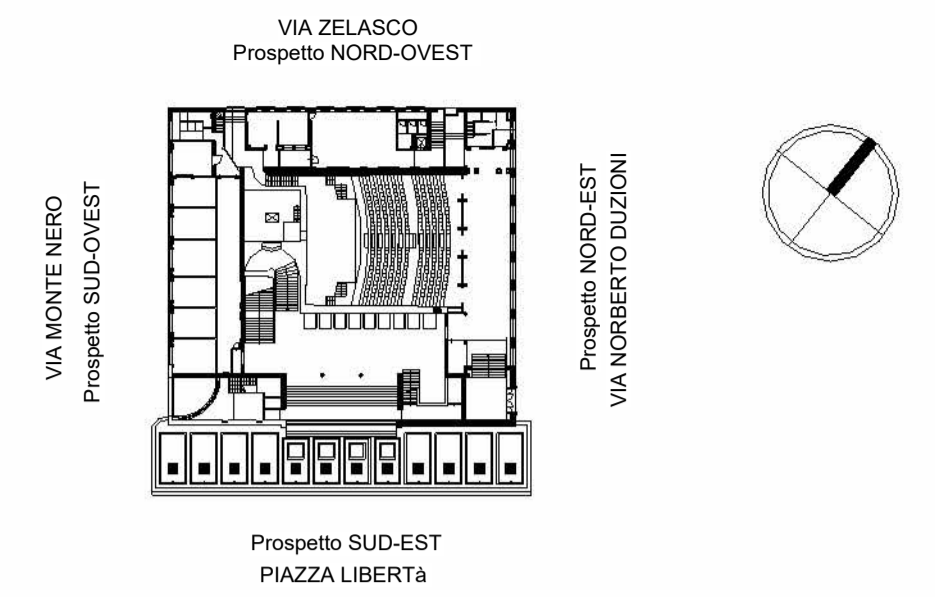 VIA ZELASCO
Prospetto NORD-OVEST
VIA MONTE NERO
Prospetto SUD-OVEST
Prospetto NORD-EST
VIA NORBERTO DUZIONI
Prospetto SUD-EST
PIAZZA LIBERTà